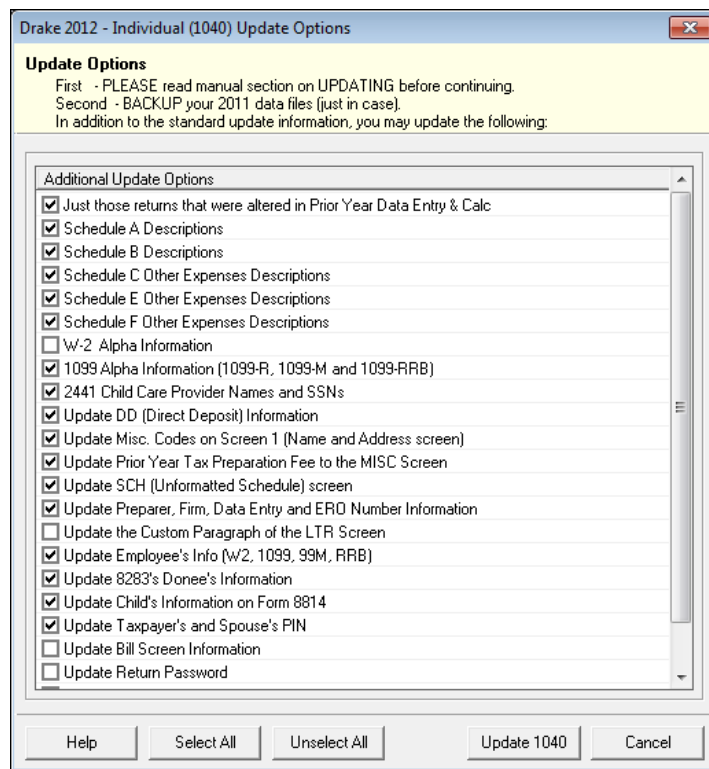 Drake 2012 - Individual (1040) Update Options
Update Options
First - PLEASE read manual section on UPDATING before continuing.
Second - BACKUP your 2011 data files (just in case).
In addition to the standard update information, you may update the following:
Additional Update Options
Just those returns that were altered in Prior Year Data Entry & Calc
Schedule A Descriptions
Schedule B Descriptions
Schedule C Other Expenses Descriptions
Schedule E Other Expenses Descriptions
Schedule F Other Expenses Descriptions
W-2 Alpha Information
1099 Alpha Information (1099-R, 1099-M and 1099-RRB)
2441 Child Care Provider Names and SSNs
Update DD (Direct Deposit) Information
Update Misc. Codes on Screen 1 (Name and Address screen)
Update Prior Year Tax Preparation Fee to the MISC Screen
Update SCH (Unformatted Schedule) screen
Update Preparer, Firm, Data Entry and ERO Number Information
Update the Custom Paragraph of the LTR Screen
Update Employee's Info (W2, 1099, 99M, RRB)
Update 8283's Donee's Information
Update Child's Information on Form 8814
Update Taxpayer's and Spouse's PIN
Update Bill Screen Information
Update Return Password
Help Select All Unselect All Update 1040 Cancel